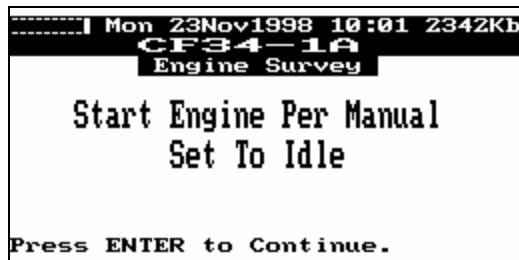 Mon 23Nov1998 10:01 2342Kb
CF34-1A
Engine Survey
Start Engine Per Manual
Set To Idle
Press ENTER to Continue.